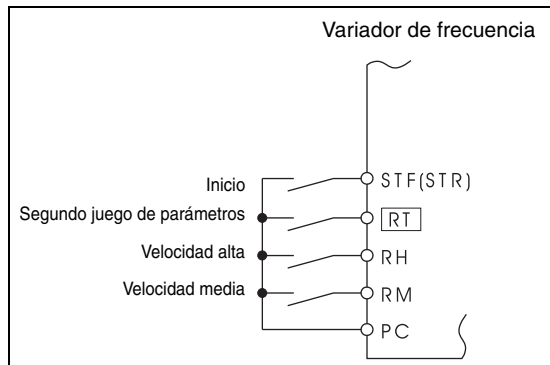 Variador de frecuencia
Inicio
STF(STR)
Segundo juego de parámetros
RT
Velocidad alta
RH
Velocidad media
RM
PC